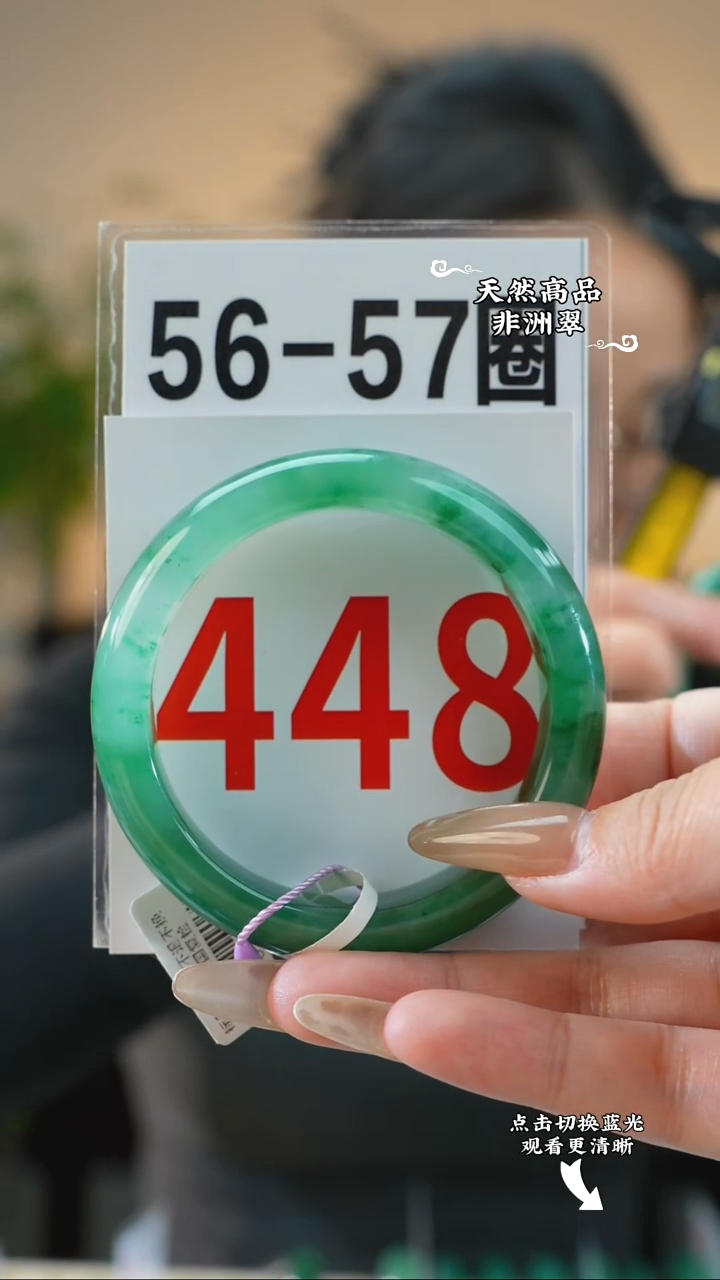 天然高品
非洲翠
56-57圈
448
点击切换蓝光
观看更清晰